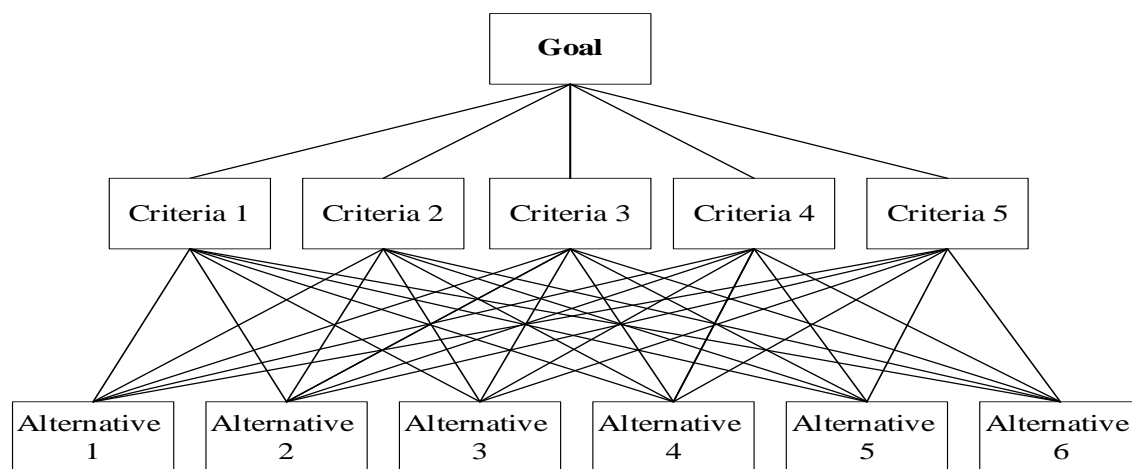 Goal
Criteria 1
Criteria 2
Criteria 3
Criteria 4
Criteria 5
Alternative
1
Alternative
2
Alternative
3
Alternative
4
Alternative
5
Alternative
6